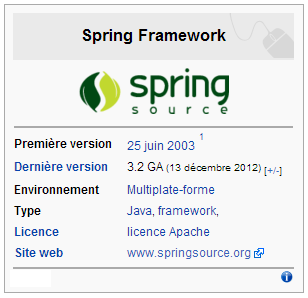 Spring Framework
spring
source
Première version 25 juin 2003 1
Dernière version 3.2 GA (13 décembre 2012) [+/-]
Environnement Multiplate-forme
Type Java, framework,
Licence licence Apache
Site web www.springsource.org